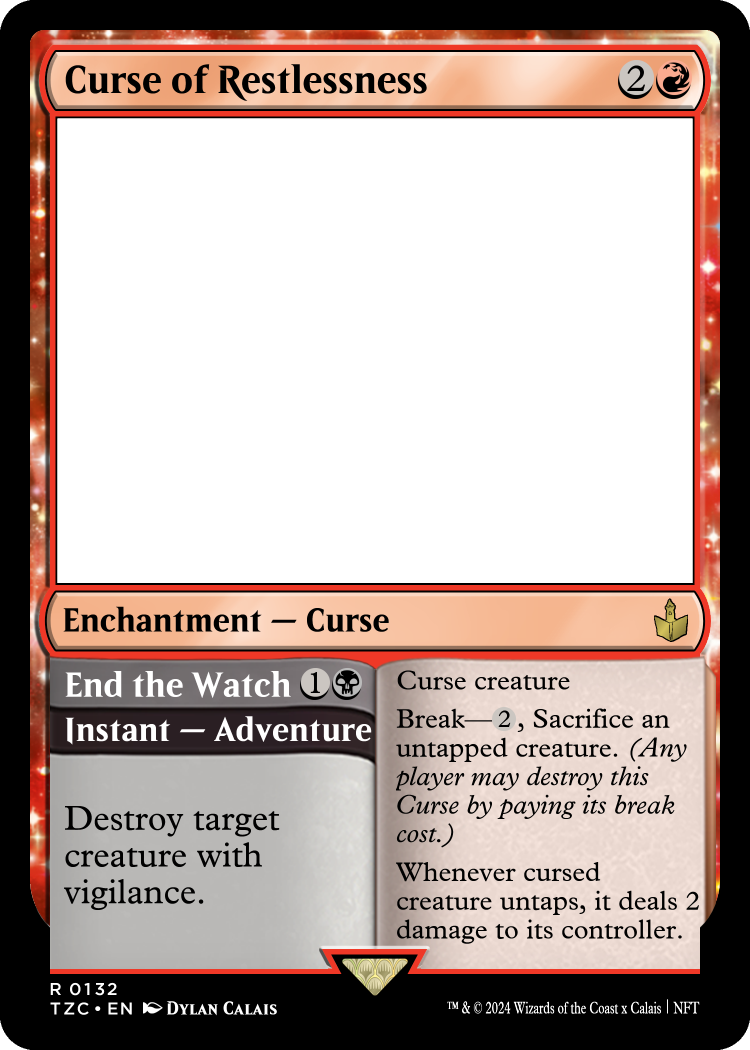 Curse of Restlessness 2
Enchantment — Curse
End the Watch 1
Instant — Adventure
Destroy target
creature with
vigilance.
Curse creature
Break—2, Sacrifice an
untapped creature. (Any
player may destroy this
Curse by paying its break
cost.)
Whenever cursed
creature untaps, it deals 2
damage to its controller.
R 0132
TZC • EN Dylan Calais
™ & © 2024 Wizards of the Coast x Calais | NFT